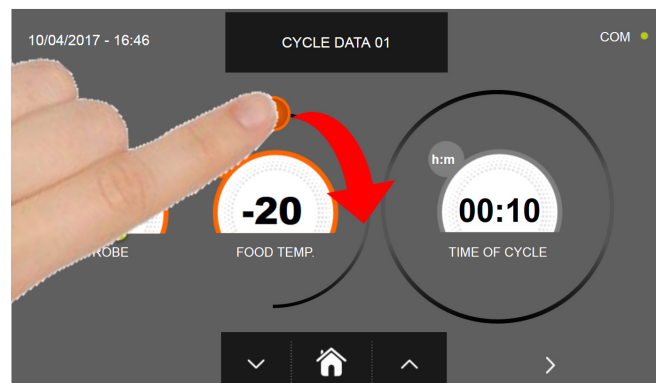 10/04/2017 - 16:46
CYCLE DATA 01
COM
h:m
-20
00:10
ROBE
FOOD TEMP.
TIME OF CYCLE